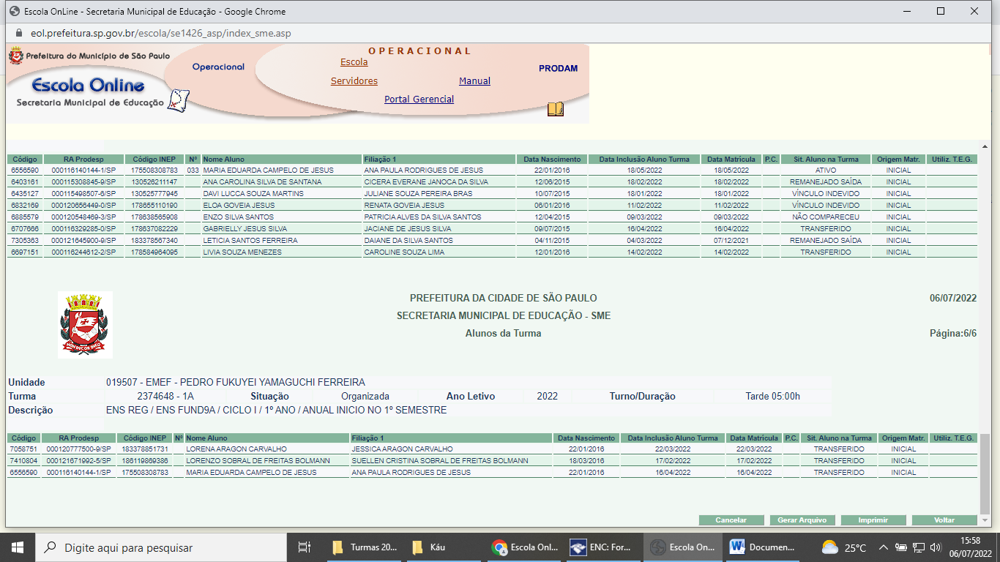 Escola OnLine - Secretaria Municipal de Educação - Google Chrome
eol.prefeitura.sp.gov.br/escola/se1426_asp/index_sme.asp
Prefeitura do Município de São Paulo
Escola Online
Secretaria Municipal de Educação
Operacional
OPERACIONAL
Escola
Servidores Manual
Portal Gerencial
PRODAM
Código RA Prodesp Código INEP Nº Nome Aluno Filiação 1 Data Nascimento Data Inclusão Aluno Turma Data Matricula P.C. Sit. Aluno na Turma Origem Matr. Utiliz. T.E.G.
6556590 000116140144-1/SP 175508308783 033 MARIA EDUARDA CAMPELO DE JESUS ANA PAULA RODRIGUES DE JESUS 22/01/2016 18/05/2022 18/05/2022 ATIVO INICIAL
6403161 000115308845-9/SP 130526211147 ANA CAROLINA SILVA DE SANTANA CICERA EVERANE JANOCA DA SILVA 12/06/2015 18/02/2022 18/02/2022 REMANEJADO SAÍDA INICIAL
6435127 000115498507-6/SP 130525777945 DAVI LUCCA SOUZA MARTINS JULIANE SOUZA PEREIRA BRAS 10/07/2015 18/01/2022 18/01/2022 VÍNCULO INDEVIDO INICIAL
6832169 000120656449-0/SP 178655110190 ELOA GOVEIA JESUS RENATA GOVEIA JESUS 06/01/2016 11/02/2022 11/02/2022 VÍNCULO INDEVIDO INICIAL
6885579 000120548469-3/SP 178638565908 ENZO SILVA SANTOS PATRICIA ALVES DA SILVA SANTOS 12/04/2015 09/03/2022 09/03/2022 NÃO COMPARECEU INICIAL
6707666 000116329285-0/SP 178637082229 GABRIELLY JESUS SILVA JACIANE DE JESUS SILVA 09/07/2015 16/04/2022 16/04/2022 TRANSFERIDO INICIAL
7305363 000121645900-9/SP 183378567340 LETICIA SANTOS FERREIRA DAIANE DA SILVA SANTOS 04/11/2015 04/03/2022 07/12/2021 REMANEJADO SAÍDA INICIAL
6697151 000116244612-2/SP 178584964095 LIVIA SOUZA MENEZES CAROLINE SOUZA LIMA 12/01/2016 14/02/2022 14/02/2022 TRANSFERIDO INICIAL
PREFEITURA DA CIDADE DE SÃO PAULO 06/07/2022
SECRETARIA MUNICIPAL DE EDUCAÇÃO - SME
Alunos da Turma Página:6/6
Unidade 019507 - EMEF - PEDRO FUKUYEI YAMAGUCHI FERREIRA
Turma 2374648 - 1A Situação Organizada Ano Letivo 2022 Turno/Duração Tarde 05:00h
Descrição ENS REG / ENS FUND9A / CICLO I / 1º ANO / ANUAL INICIO NO 1º SEMESTRE
Código RA Prodesp Código INEP Nº Nome Aluno Filiação 1 Data Nascimento Data Inclusão Aluno Turma Data Matricula P.C. Sit. Aluno na Turma Origem Matr. Utiliz. T.E.G.
7058751 000120777500-9/SP 183378851731 LORENA ARAGON CARVALHO JESSICA ARAGON CARVALHO 22/01/2016 22/03/2022 22/03/2022 TRANSFERIDO INICIAL
7410804 000121671992-5/SP 186119869386 LORENZO SOBRAL DE FREITAS BOLMANN SUELLEN CRISTINA SOBRAL DE FREITAS BOLMANN 18/03/2016 17/02/2022 17/02/2022 TRANSFERIDO INICIAL
6556590 000116140144-1/SP 175508308783 MARIA EDUARDA CAMPELO DE JESUS ANA PAULA RODRIGUES DE JESUS 22/01/2016 16/04/2022 16/04/2022 TRANSFERIDO INICIAL
Cancelar Gerar Arquivo Imprimir Voltar
Digite aqui para pesquisar Turmas 20... Káu Escola Onl... ENC: For... Escola On... Documen... 25°C 15:58
06/07/2022